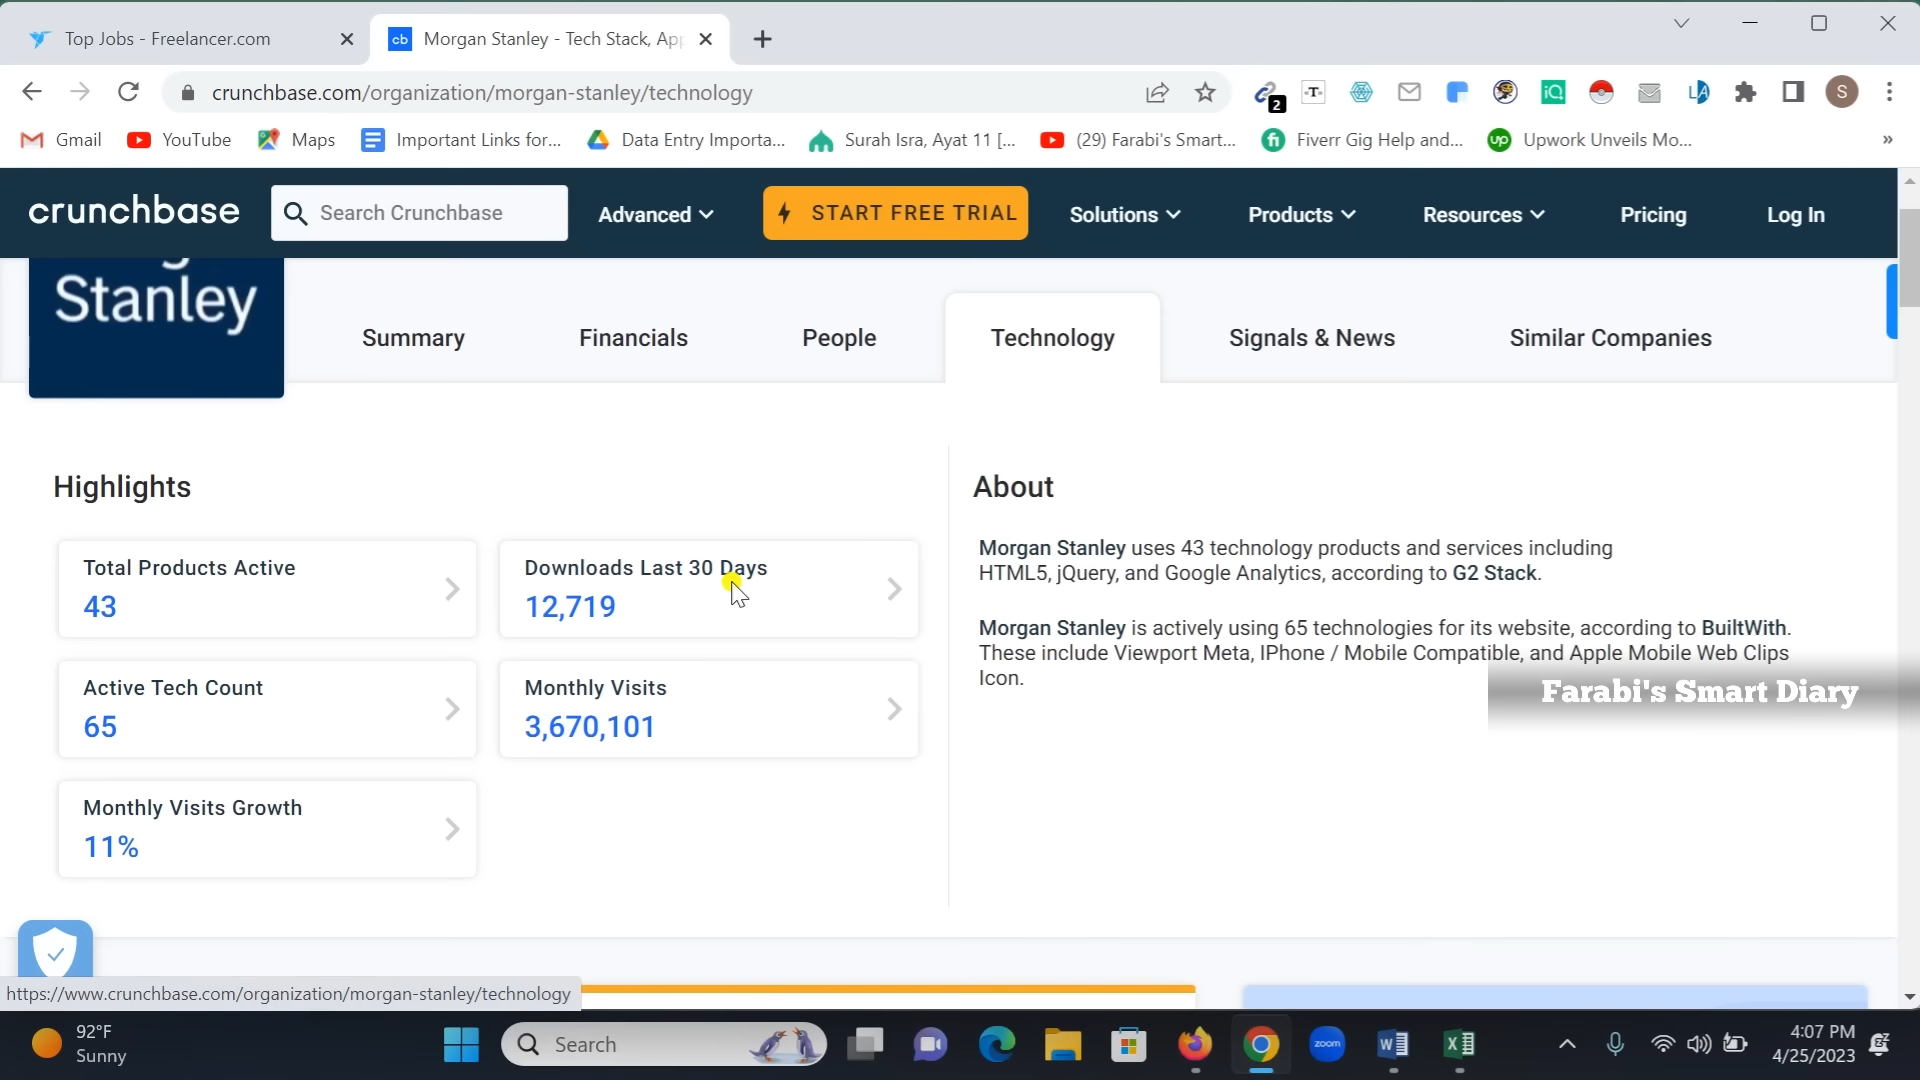 Top Jobs - Freelancer.com
cb
Morgan Stanley - Tech Stack, App
crunchbase.com/organization/morgan-stanley/technology
2
T
iQ
LA
S
Gmail
YouTube
Maps
Important Links for...
Data Entry Importa...
Surah Isra, Ayat 11 [...
(29) Farabi's Smart...
fi
Fiverr Gig Help and...
up
Upwork Unveils Mo...
»
crunchbase
Search Crunchbase
Advanced
START FREE TRIAL
Solutions
Products
Resources
Pricing
Log In
Stanley
Summary
Financials
People
Technology
Signals & News
Similar Companies
Highlights
About
Total Products Active
43
Downloads Last 30 Days
12,719
Active Tech Count
65
Monthly Visits
3,670,101
Monthly Visits Growth
11%
Morgan Stanley uses 43 technology products and services including
HTML5, jQuery, and Google Analytics, according to G2 Stack.
Morgan Stanley is actively using 65 technologies for its website, according to BuiltWith.
These include Viewport Meta, IPhone / Mobile Compatible, and Apple Mobile Web Clips
Icon.
Farabi's Smart Diary
https://www.crunchbase.com/organization/morgan-stanley/technology
92°F
Sunny
Search
zoom
W
X
4:07 PM
4/25/2023